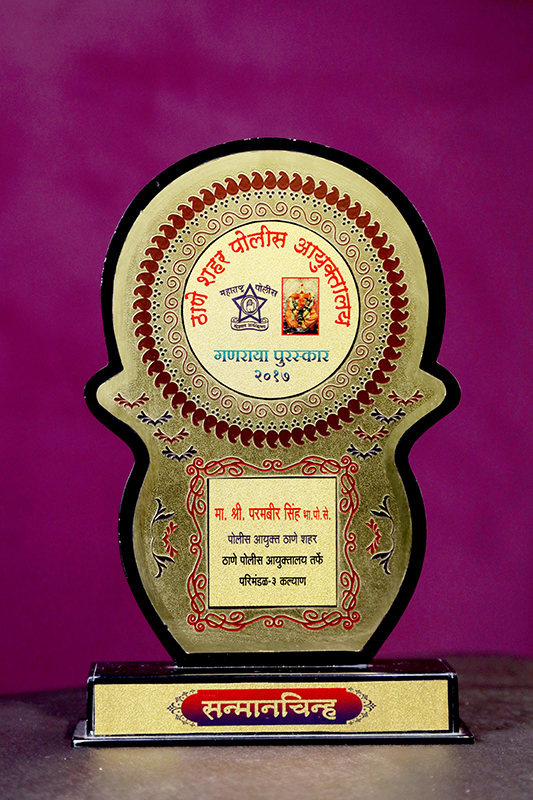 ठाणे शहर पोलीस आयुक्तालय
महाराष्ट्र पोलीस
गणराया पुरस्कार
२०१७
मा. श्री. परमबीर सिंह भा.पो.से.
पोलीस आयुक्त ठाणे शहर
ठाणे पोलीस आयुक्तालय तर्फे
परिमंडळ-३ कल्याण
सन्मानचिन्ह